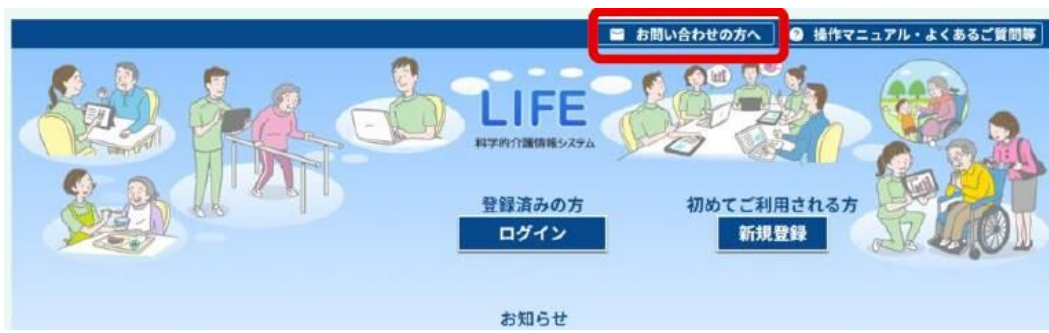 お問い合わせの方へ
操作マニュアル・よくあるご質問等
LIFE
科学的介護情報システム
登録済みの方
初めてご利用される方
ログイン
新規登録
お知らせ